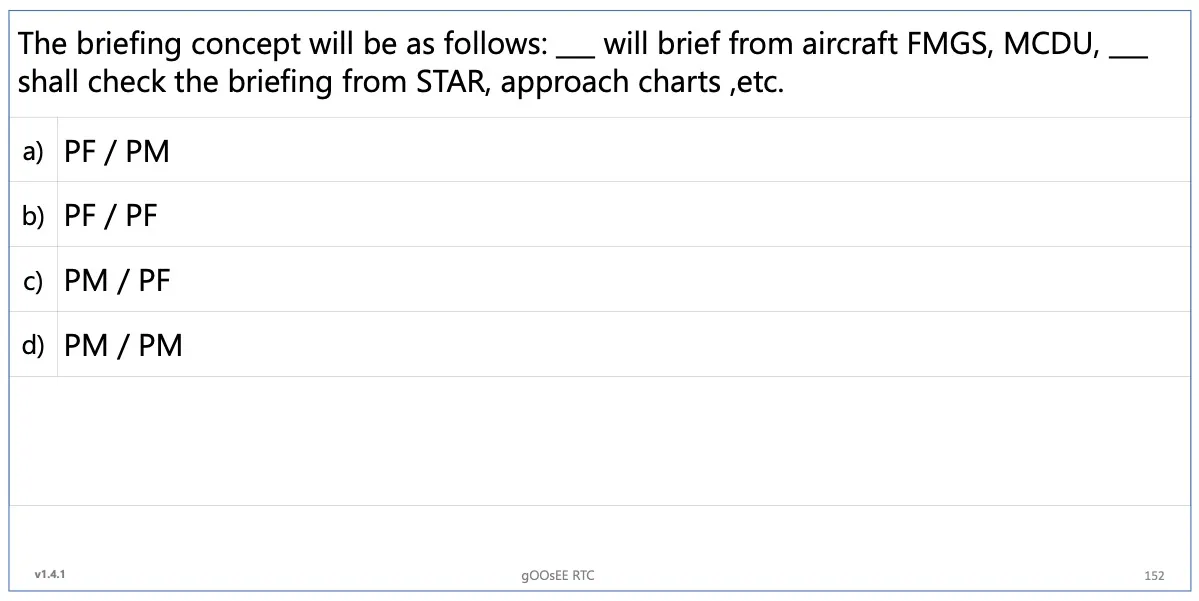 The briefing concept will be as follows: ___ will brief from aircraft FMGS, MCDU, ___
shall check the briefing from STAR, approach charts ,etc.
a) PF / PM
b) PF / PF
c) PM / PF
d) PM / PM
v1.4.1 gOOsEE RTC 152